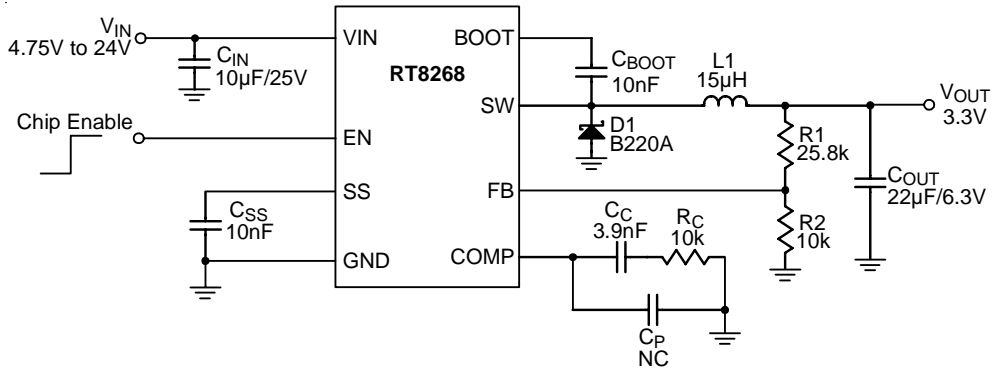 VIN
4.75V to 24V
CIN
10µF/25V
Chip Enable
CSS
10nF
VIN
BOOT
RT8268
SW
EN
SS
FB
GND
COMP
CBOOT
10nF
L1
15µH
D1
B220A
VOUT
3.3V
R1
25.8k
COUT
22µF/6.3V
R2
10k
CC
3.9nF
RC
10k
CP
NC